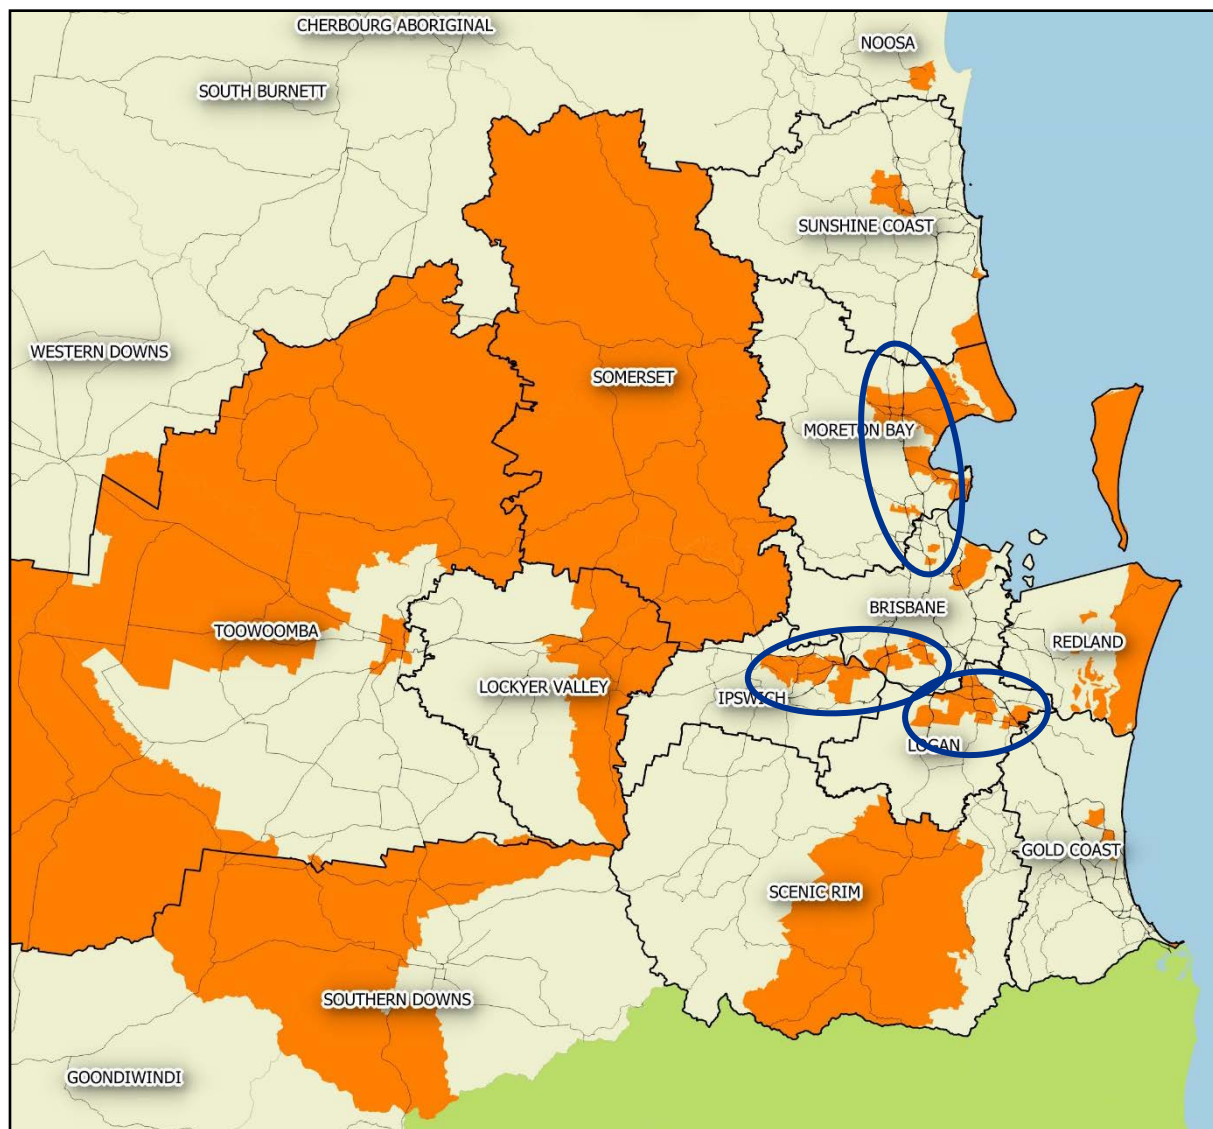 CHERBOURG ABORIGINAL
NOOSA
SOUTH BURNETT
SUNSHINE COAST
WESTERN DOWNS
SOMERSET
MORETON BAY
BRISBANE
TOOWOOMBA
REDLAND
LOCKYER VALLEY
IPSWICH
LOGAN
GOLD COAST
SCENIC RIM
SOUTHERN DOWNS
GOONDIWINDI